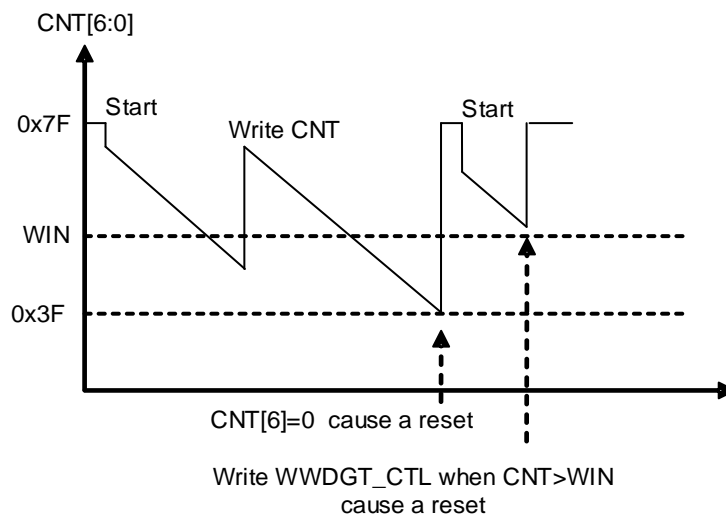 CNT[6:0]
0x7F
Start
Write CNT
Start
WIN
0x3F
CNT[6]=0 cause a reset
Write WWDGT_CTL when CNT>WIN
cause a reset